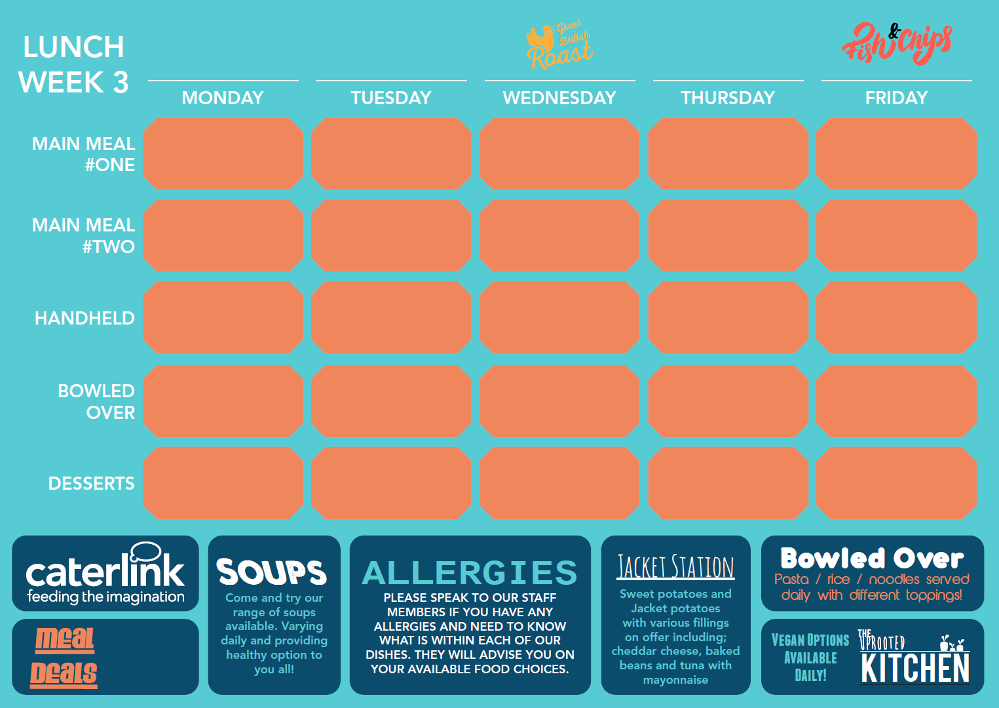 LUNCH
WEEK 3
Great
British
Roast
Fish & Chips
MONDAY
TUESDAY
WEDNESDAY
THURSDAY
FRIDAY
MAIN MEAL
#ONE
MAIN MEAL
#TWO
HANDHELD
BOWLED
OVER
DESSERTS
caterlink
feeding the imagination
MEAL
DEALS
SOUPS
Come and try our
range of soups
available. Varying
daily and providing
healthy option to
you all!
ALLERGIES
PLEASE SPEAK TO OUR STAFF
MEMBERS IF YOU HAVE ANY
ALLERGIES AND NEED TO KNOW
WHAT IS WITHIN EACH OF OUR
DISHES. THEY WILL ADVISE YOU ON
YOUR AVAILABLE FOOD CHOICES.
JACKET STATION
Sweet potatoes and
Jacket potatoes
with various fillings
on offer including;
cheddar cheese, baked
beans and tuna with
mayonnaise
Bowled Over
Pasta / rice / noodles served
daily with different toppings!
VEGAN OPTIONS
AVAILABLE
DAILY!
THE
UPROOTED
KITCHEN